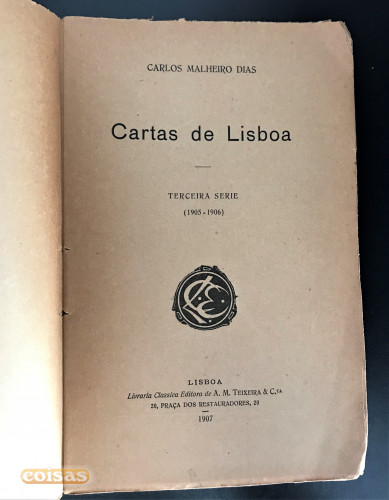 CARLOS MALHEIRO DIAS
Cartas de Lisboa
TERCEIRA SERIE
(1905-1906)
LISBOA
Livraria Classica Editora de A. M. TEIXEIRA & C.ta
20, PRAÇA DOS RESTAURADORES, 20
1907
coisas